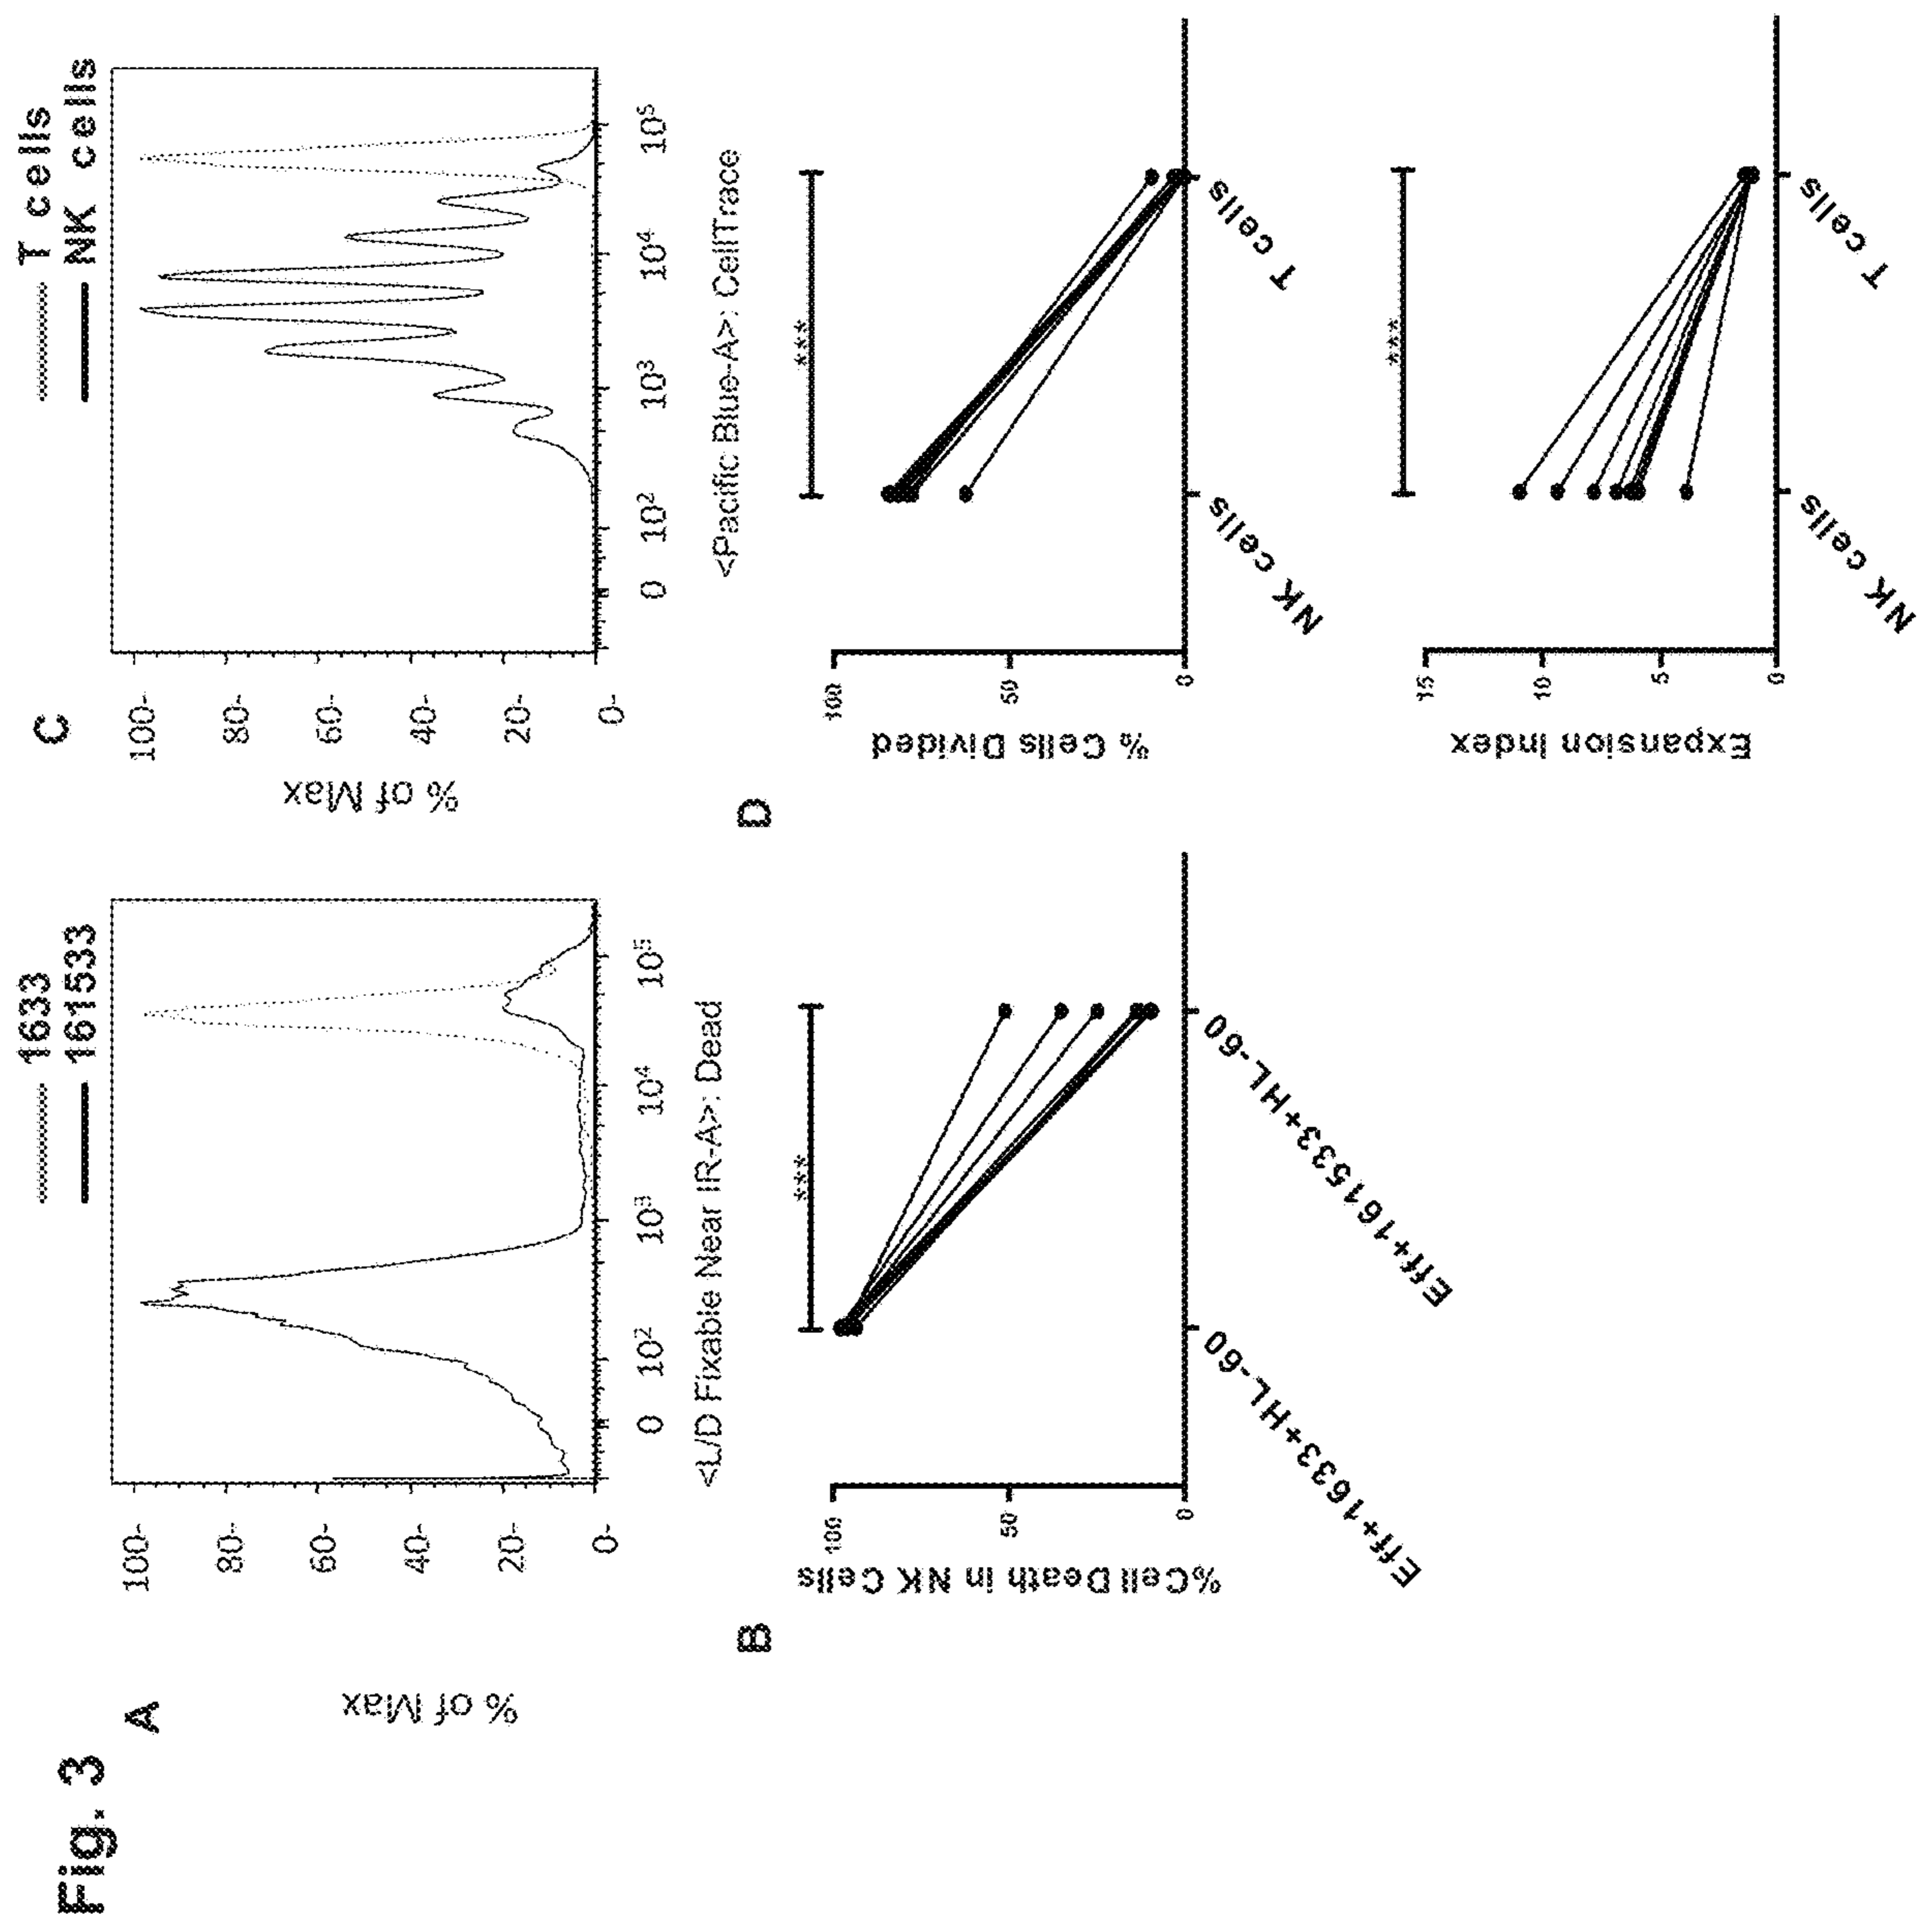 Fig. 3
A
1633
161533
% of Max
100-
80-
60-
40-
20-
0-
0 10² 10³ 10⁴ 10⁵
<L/D Fixable Near IR-A>: Dead
B
%Cell Death in NK Cells
100
50
0
***
Eff+1633+HL-60
Eff+161533+HL-60
C
T cells
NK cells
% of Max
100-
80-
60-
40-
20-
0-
0 10² 10³ 10⁴ 10⁵
<Pacific Blue-A>: CellTrace
D
% Cells Divided
100
50
0
***
NK cells
T cells
Expansion Index
15
10
5
0
***
NK cells
T cells